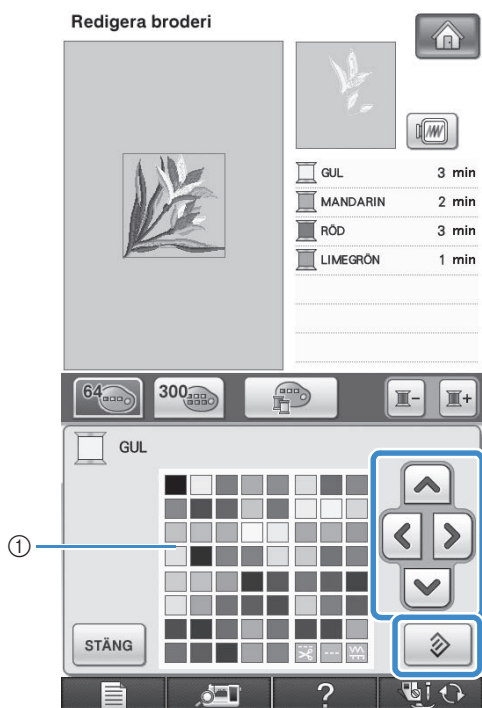 Redigera broderi
GUL 3 min
MANDARIN 2 min
RÖD 3 min
LIMEGRÖN 1 min
64 300
GUL
①
STÄNG
?